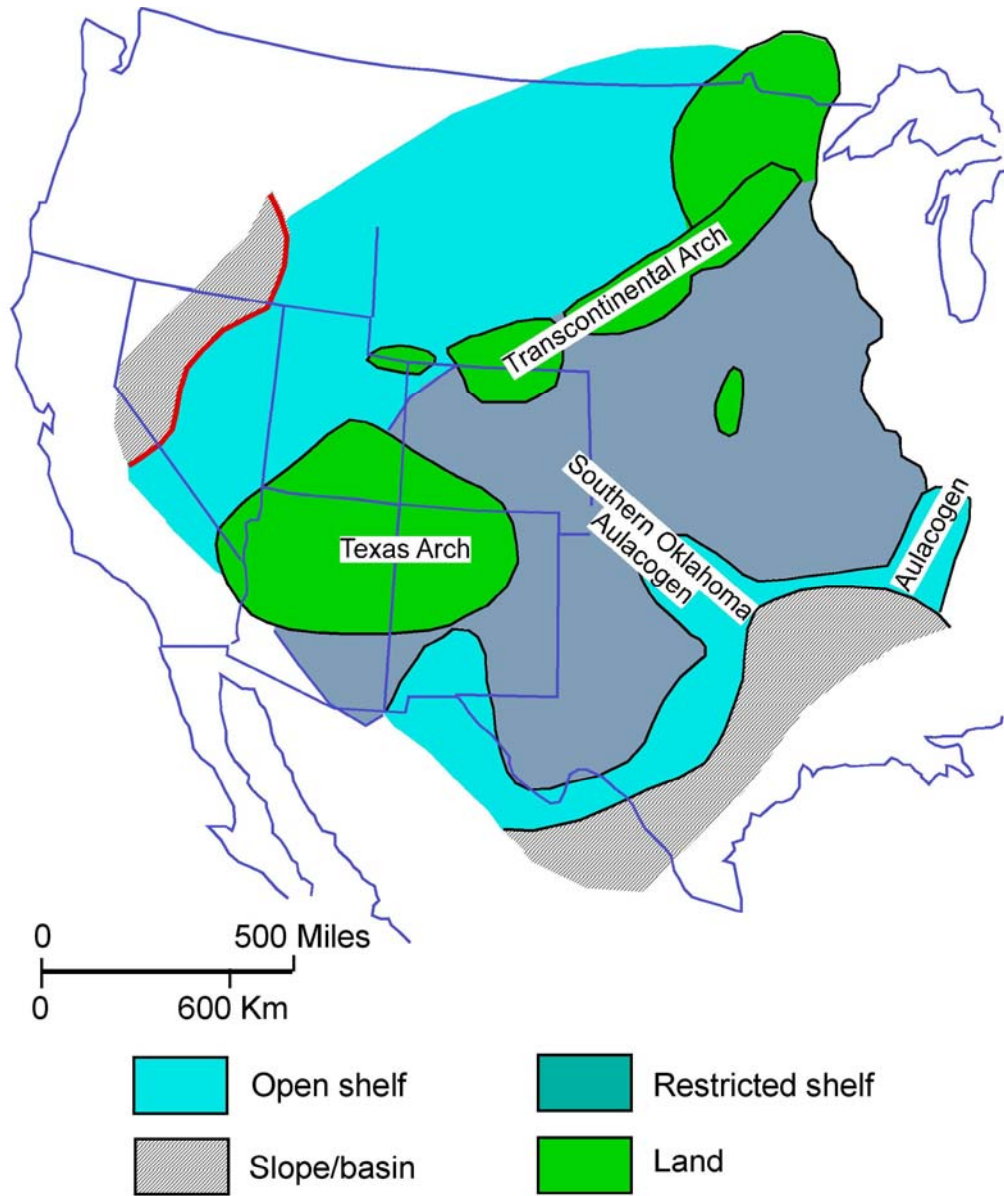 Transcontinental Arch
Southern Oklahoma
Aulacogen
Aulacogen
Texas Arch
0 500 Miles
0 600 Km
Open shelf
Restricted shelf
Slope/basin
Land